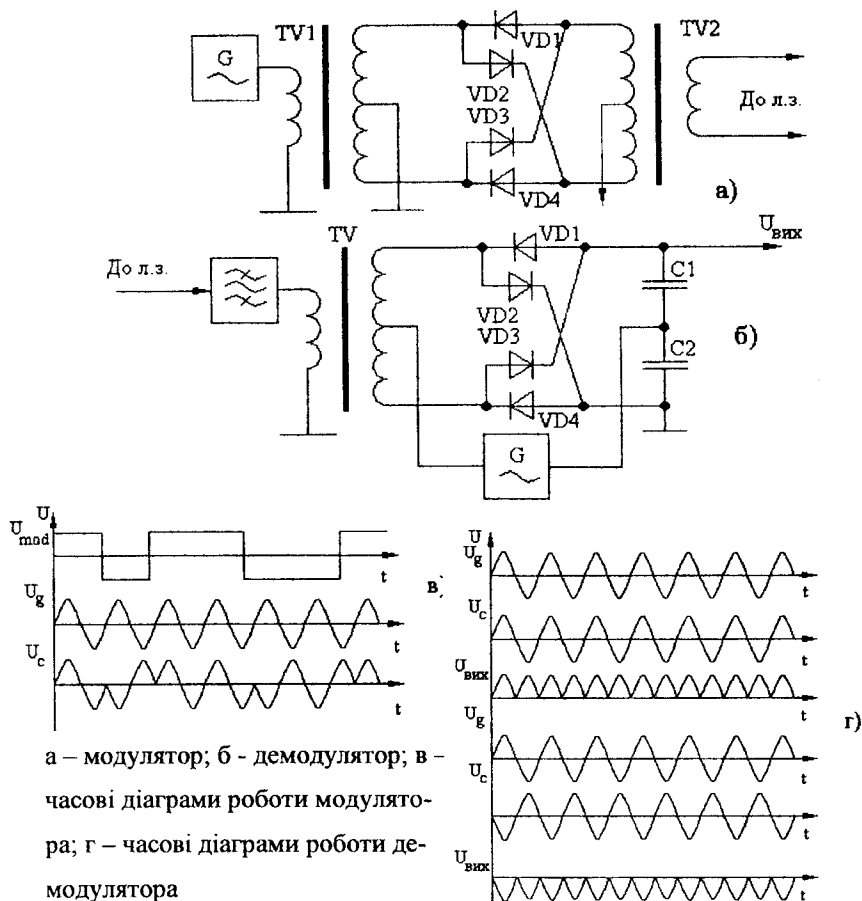 TV1
TV2
G
VD1
VD2
VD3
VD4
До л.з.
а)
TV
VD1
U вих
До л.з.
C1
VD2
VD3
C2
б)
VD4
G
U
U mod
t
U g
t
U c
t
в)
U
U g
t
U c
t
U вих
t
U g
t
U c
t
U вих
г)
а – модулятор; б - демодулятор; в –
часові діаграми роботи модулято-
ра; г – часові діаграми роботи де-
модулятора